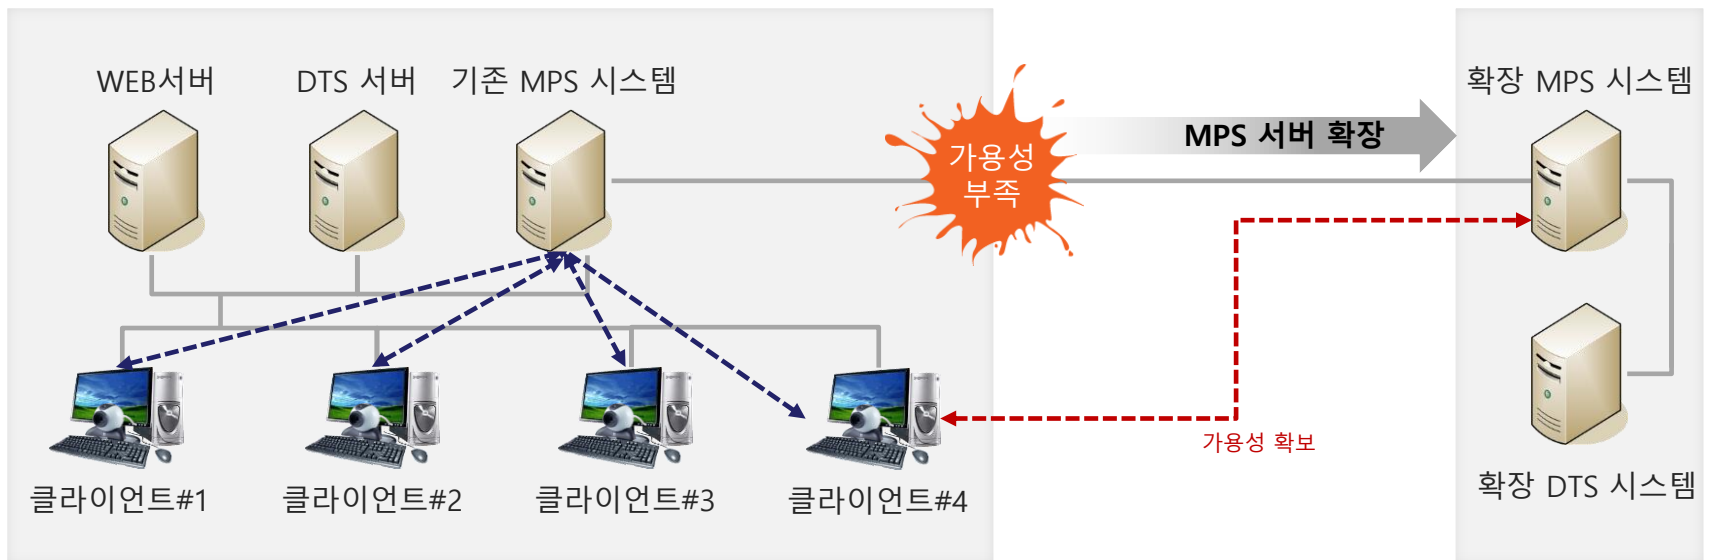 WEB서버
DTS 서버
기존 MPS 시스템
확장 MPS 시스템
가용성
부족
MPS 서버 확장
가용성 확보
클라이언트#1
클라이언트#2
클라이언트#3
클라이언트#4
확장 DTS 시스템